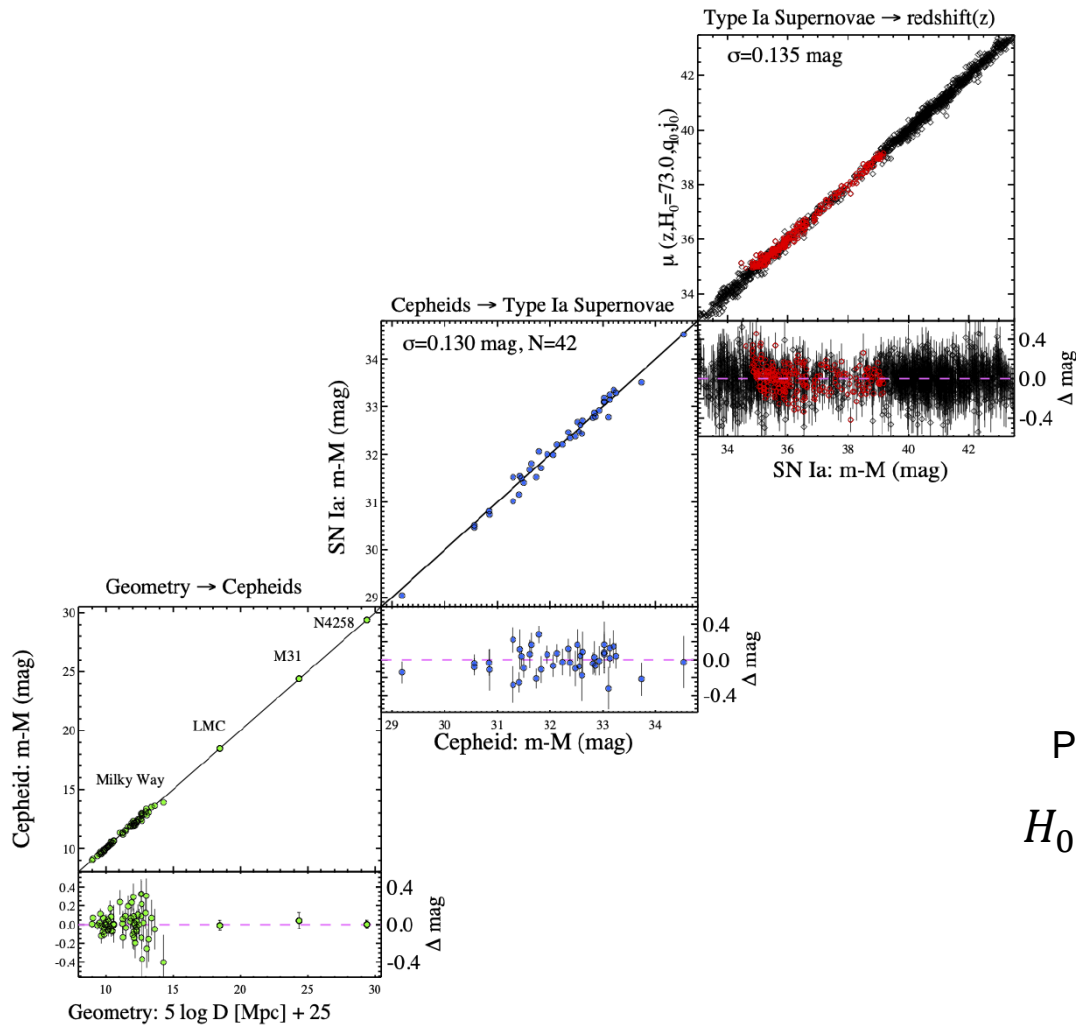 Type Ia Supernovae → redshift(z)
σ=0.135 mag
μ (z,H₀=73.0,q₀,j₀)
42
40
38
36
34
0.4
0.0
-0.4
Δ mag
34 36 38 40 42
SN Ia: m-M (mag)
Cepheids → Type Ia Supernovae
σ=0.130 mag, N=42
SN Ia: m-M (mag)
34
33
32
31
30
29
0.4
0.0
-0.4
Δ mag
29 30 31 32 33 34
Cepheid: m-M (mag)
Geometry → Cepheids
N4258
M31
LMC
Milky Way
Cepheid: m-M (mag)
30
25
20
15
10
0.4
0.2
0.0
-0.2
-0.4
0.4
0.0
-0.4
Δ mag
10 15 20 25 30
Geometry: 5 log D [Mpc] + 25
P
H₀